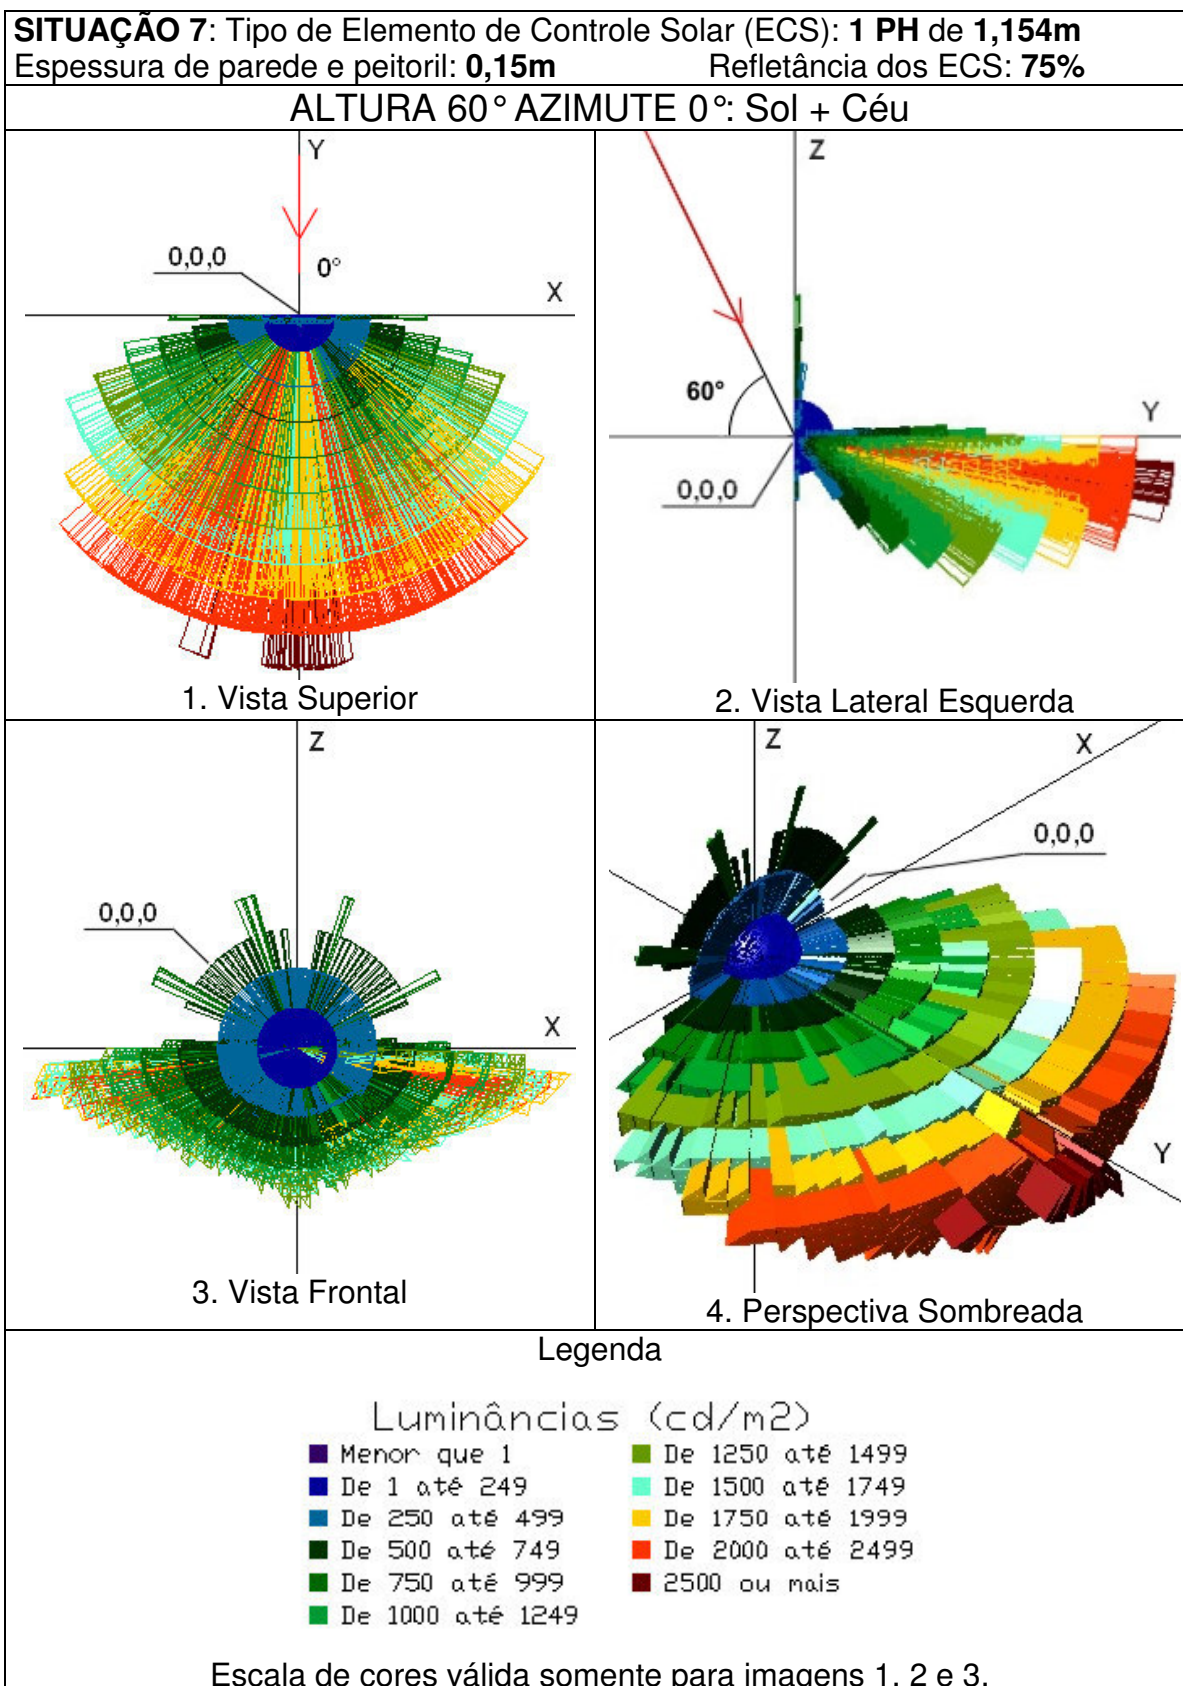 SITUAÇÃO 7: Tipo de Elemento de Controle Solar (ECS): 1 PH de 1,154m
Espessura de parede e peitoril: 0,15m Refletância dos ECS: 75%
ALTURA 60° AZIMUTE 0°: Sol + Céu
Y
0,0,0
0°
X
1. Vista Superior
Z
60°
Y
0,0,0
2. Vista Lateral Esquerda
Z
0,0,0
X
3. Vista Frontal
Z
X
0,0,0
Y
4. Perspectiva Sombreada
Legenda
Luminâncias (cd/m2)
Menor que 1
De 1 até 249
De 250 até 499
De 500 até 749
De 750 até 999
De 1000 até 1249
De 1250 até 1499
De 1500 até 1749
De 1750 até 1999
De 2000 até 2499
2500 ou mais
Escala de cores válida somente para imagens 1, 2 e 3.